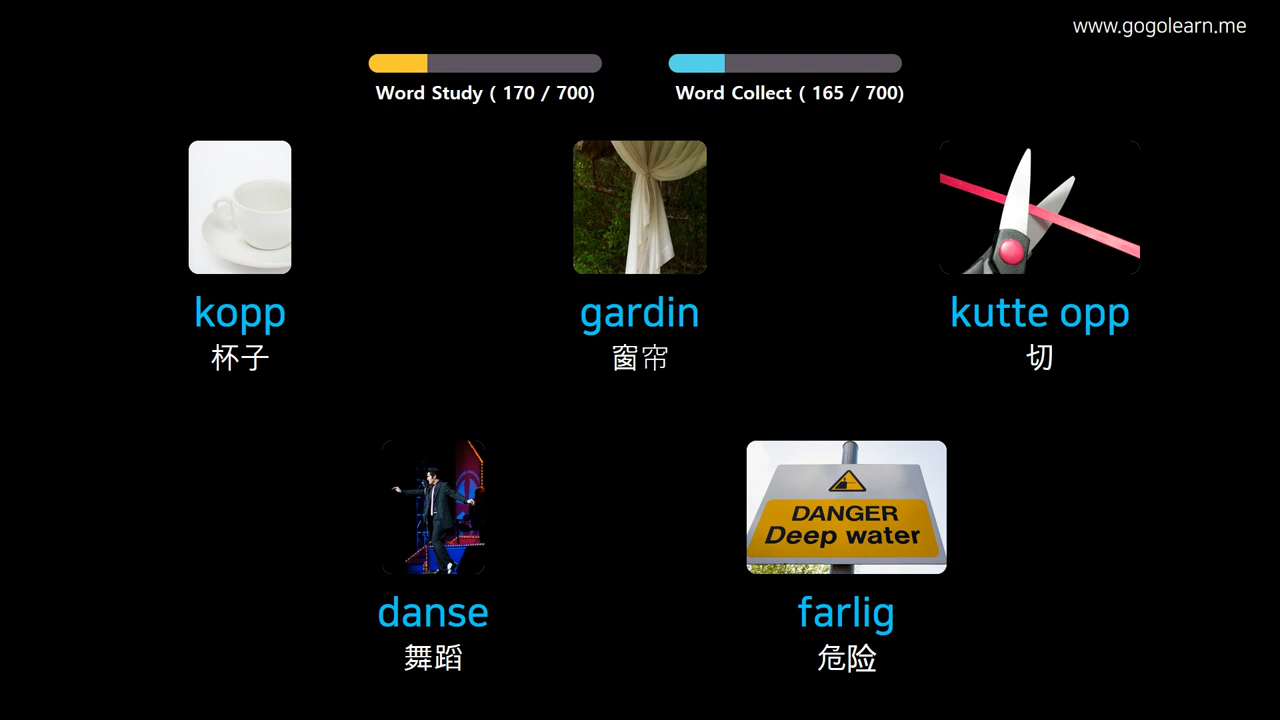 www.gogolearn.me
Word Study ( 170 / 700)
Word Collect ( 165 / 700)
kopp
杯子
gardin
窗帘
kutte opp
切
DANGER
Deep water
danse
舞蹈
farlig
危险